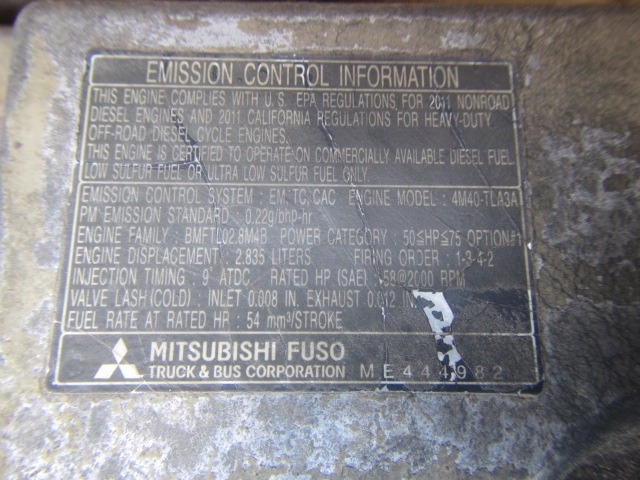 EMISSION CONTROL INFORMATION
THIS ENGINE COMPLIES WITH U.S. EPA REGULATIONS FOR 2011 NONROAD
DIESEL ENGINES AND 2011 CALIFORNIA REGULATIONS FOR HEAVY-DUTY
OFF-ROAD DIESEL CYCLE ENGINES.
THIS ENGINE IS CERTIFIED TO OPERATE ON COMMERCIALLY AVAILABLE DIESEL FUEL.
LOW SULFUR FUEL OR ULTRA LOW SULFUR FUEL ONLY.
EMISSION CONTROL SYSTEM : EM, TC, CAC ENGINE MODEL : 4M40-TLA3A
PM EMISSION STANDARD : 0.22g/bhp-hr
ENGINE FAMILY : BMFTL02.8M4B POWER CATEGORY : 50≦HP≦75 OPTION#1
ENGINE DISPLACEMENT : 2.835 LITERS FIRING ORDER : 1-3-4-2
INJECTION TIMING : 9° ATDC RATED HP (SAE) : 58@2000 RPM
VALVE LASH(COLD) : INLET 0.008 IN. EXHAUST 0.012 IN
FUEL RATE AT RATED HR : 54 mm³/STROKE
MITSUBISHI FUSO
TRUCK & BUS CORPORATION ME444982